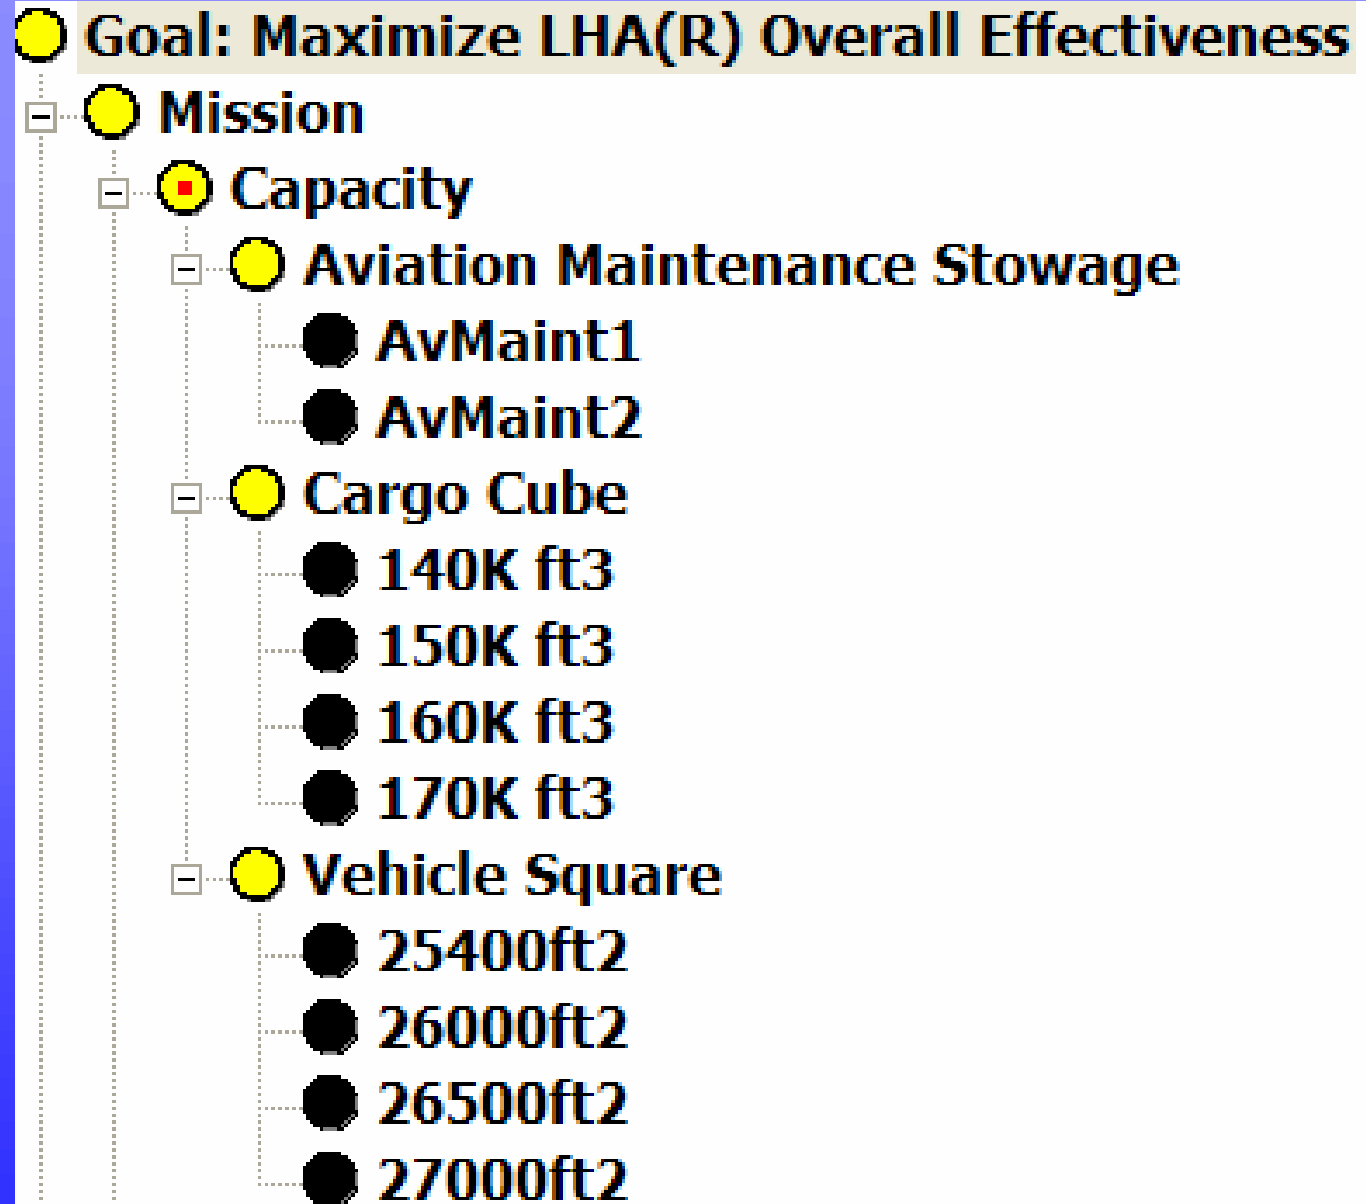 Goal: Maximize LHA(R) Overall Effectiveness
Mission
Capacity
Aviation Maintenance Stowage
AvMaint1
AvMaint2
Cargo Cube
140K ft3
150K ft3
160K ft3
170K ft3
Vehicle Square
25400ft2
26000ft2
26500ft2
27000ft2